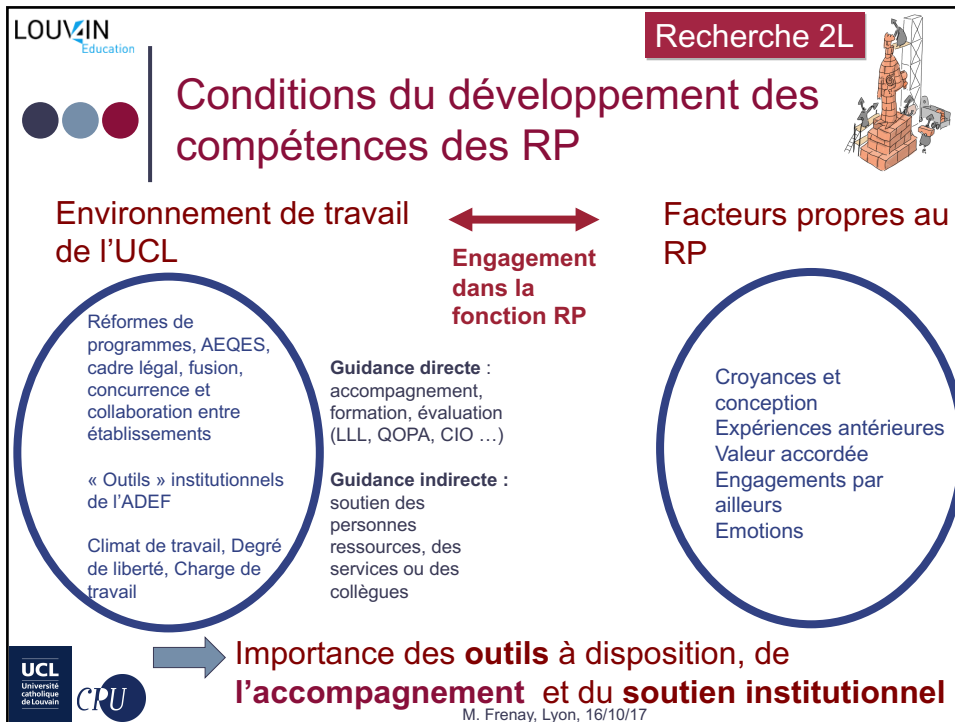 LOUV4IN
Education
Recherche 2L
Conditions du développement des
compétences des RP
Environnement de travail
de l'UCL
Engagement
dans la
fonction RP
Facteurs propres au
RP
Réformes de
programmes, AEQES,
cadre légal, fusion,
concurrence et
collaboration entre
établissements
« Outils » institutionnels
de l'ADEF
Climat de travail, Degré
de liberté, Charge de
travail
Guidance directe :
accompagnement,
formation, évaluation
(LLL, QOPA, CIO …)
Guidance indirecte :
soutien des
personnes
ressources, des
services ou des
collègues
Croyances et
conception
Expériences antérieures
Valeur accordée
Engagements par
ailleurs
Emotions
Importance des outils à disposition, de
l'accompagnement et du soutien institutionnel
UCL
Université
catholique
de Louvain
CPU
M. Frenay, Lyon, 16/10/17